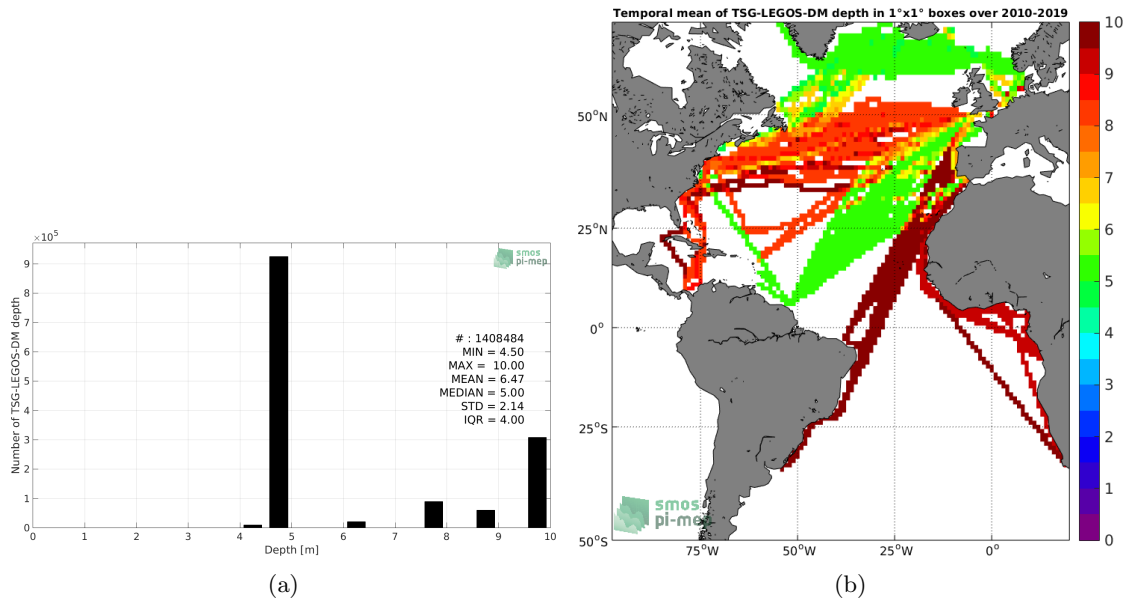 ×10⁵
9
8
7
6
5
4
3
2
1
0
Number of TSG-LEGOS-DM depth
smos
pi-mep
# : 1408484
MIN = 4.50
MAX = 10.00
MEAN = 6.47
MEDIAN = 5.00
STD = 2.14
IQR = 4.00
0 1 2 3 4 5 6 7 8 9 10
Depth [m]
(a)
Temporal mean of TSG-LEGOS-DM depth in 1°x1° boxes over 2010-2019
50°N
25°N
0°
25°S
50°S
75°W 50°W 25°W 0°
smos
pi-mep
10
9
8
7
6
5
4
3
2
1
0
(b)